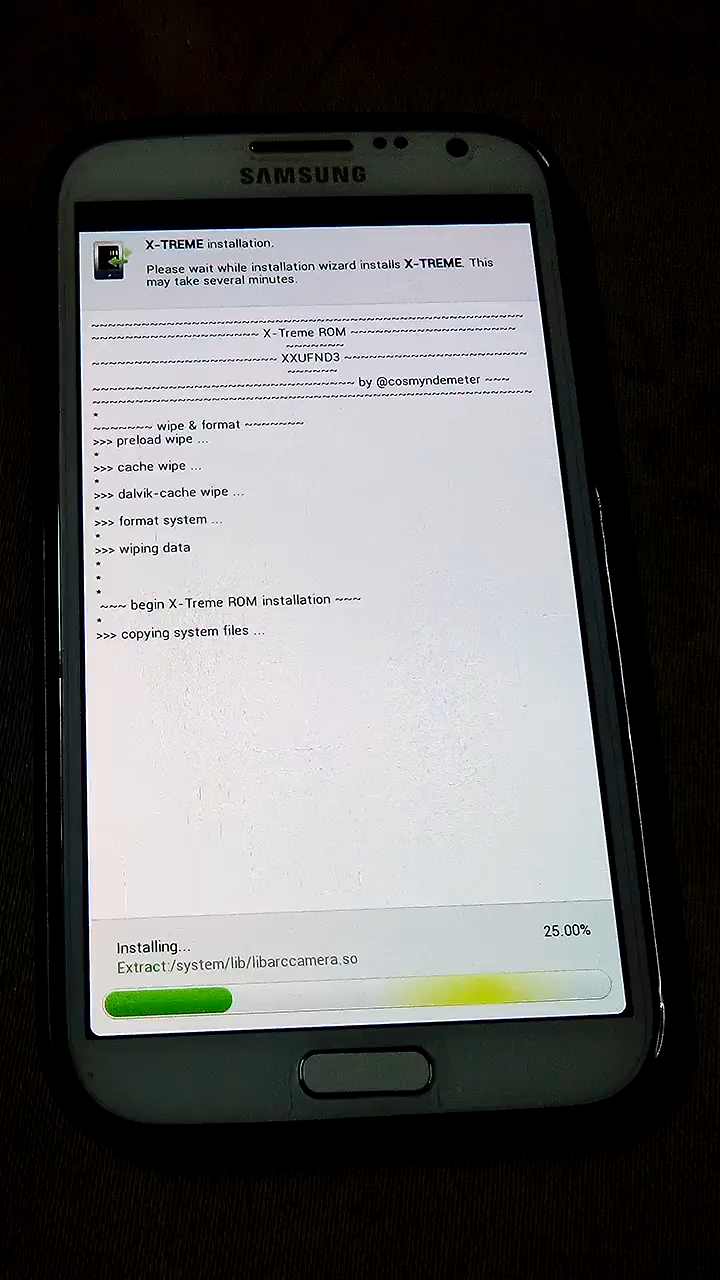 SAMSUNG
X-TREME installation.
Please wait while installation wizard installs X-TREME. This
may take several minutes.
~~~~~~~~~~~~~~~~~~~~~~~~~~~~~~~~~~~~~~~~~~~~~~~~~~~~
~~~~~~~~~~~~~~~~~~~~ X-Treme ROM ~~~~~~~~~~~~~~~~~~~~
~~~~~~~
~~~~~~~~~~~~~~~~~~~~~~ XXUFND3 ~~~~~~~~~~~~~~~~~~~~~~
~~~~~~
~~~~~~~~~~~~~~~~~~~~~~~~~~~~~~~ by @cosmyndemeter ~~~
~~~~~~~~~~~~~~~~~~~~~~~~~~~~~~~~~~~~~~~~~~~~~~~~~~~~
*
~~~~~~~ wipe & format ~~~~~~~
>>> preload wipe ...
*
>>> cache wipe ...
*
>>> dalvik-cache wipe ...
*
>>> format system ...
*
>>> wiping data
*
*
*
~~~ begin X-Treme ROM installation ~~~
*
>>> copying system files ...
Installing...
25.00%
Extract:/system/lib/libarccamera.so